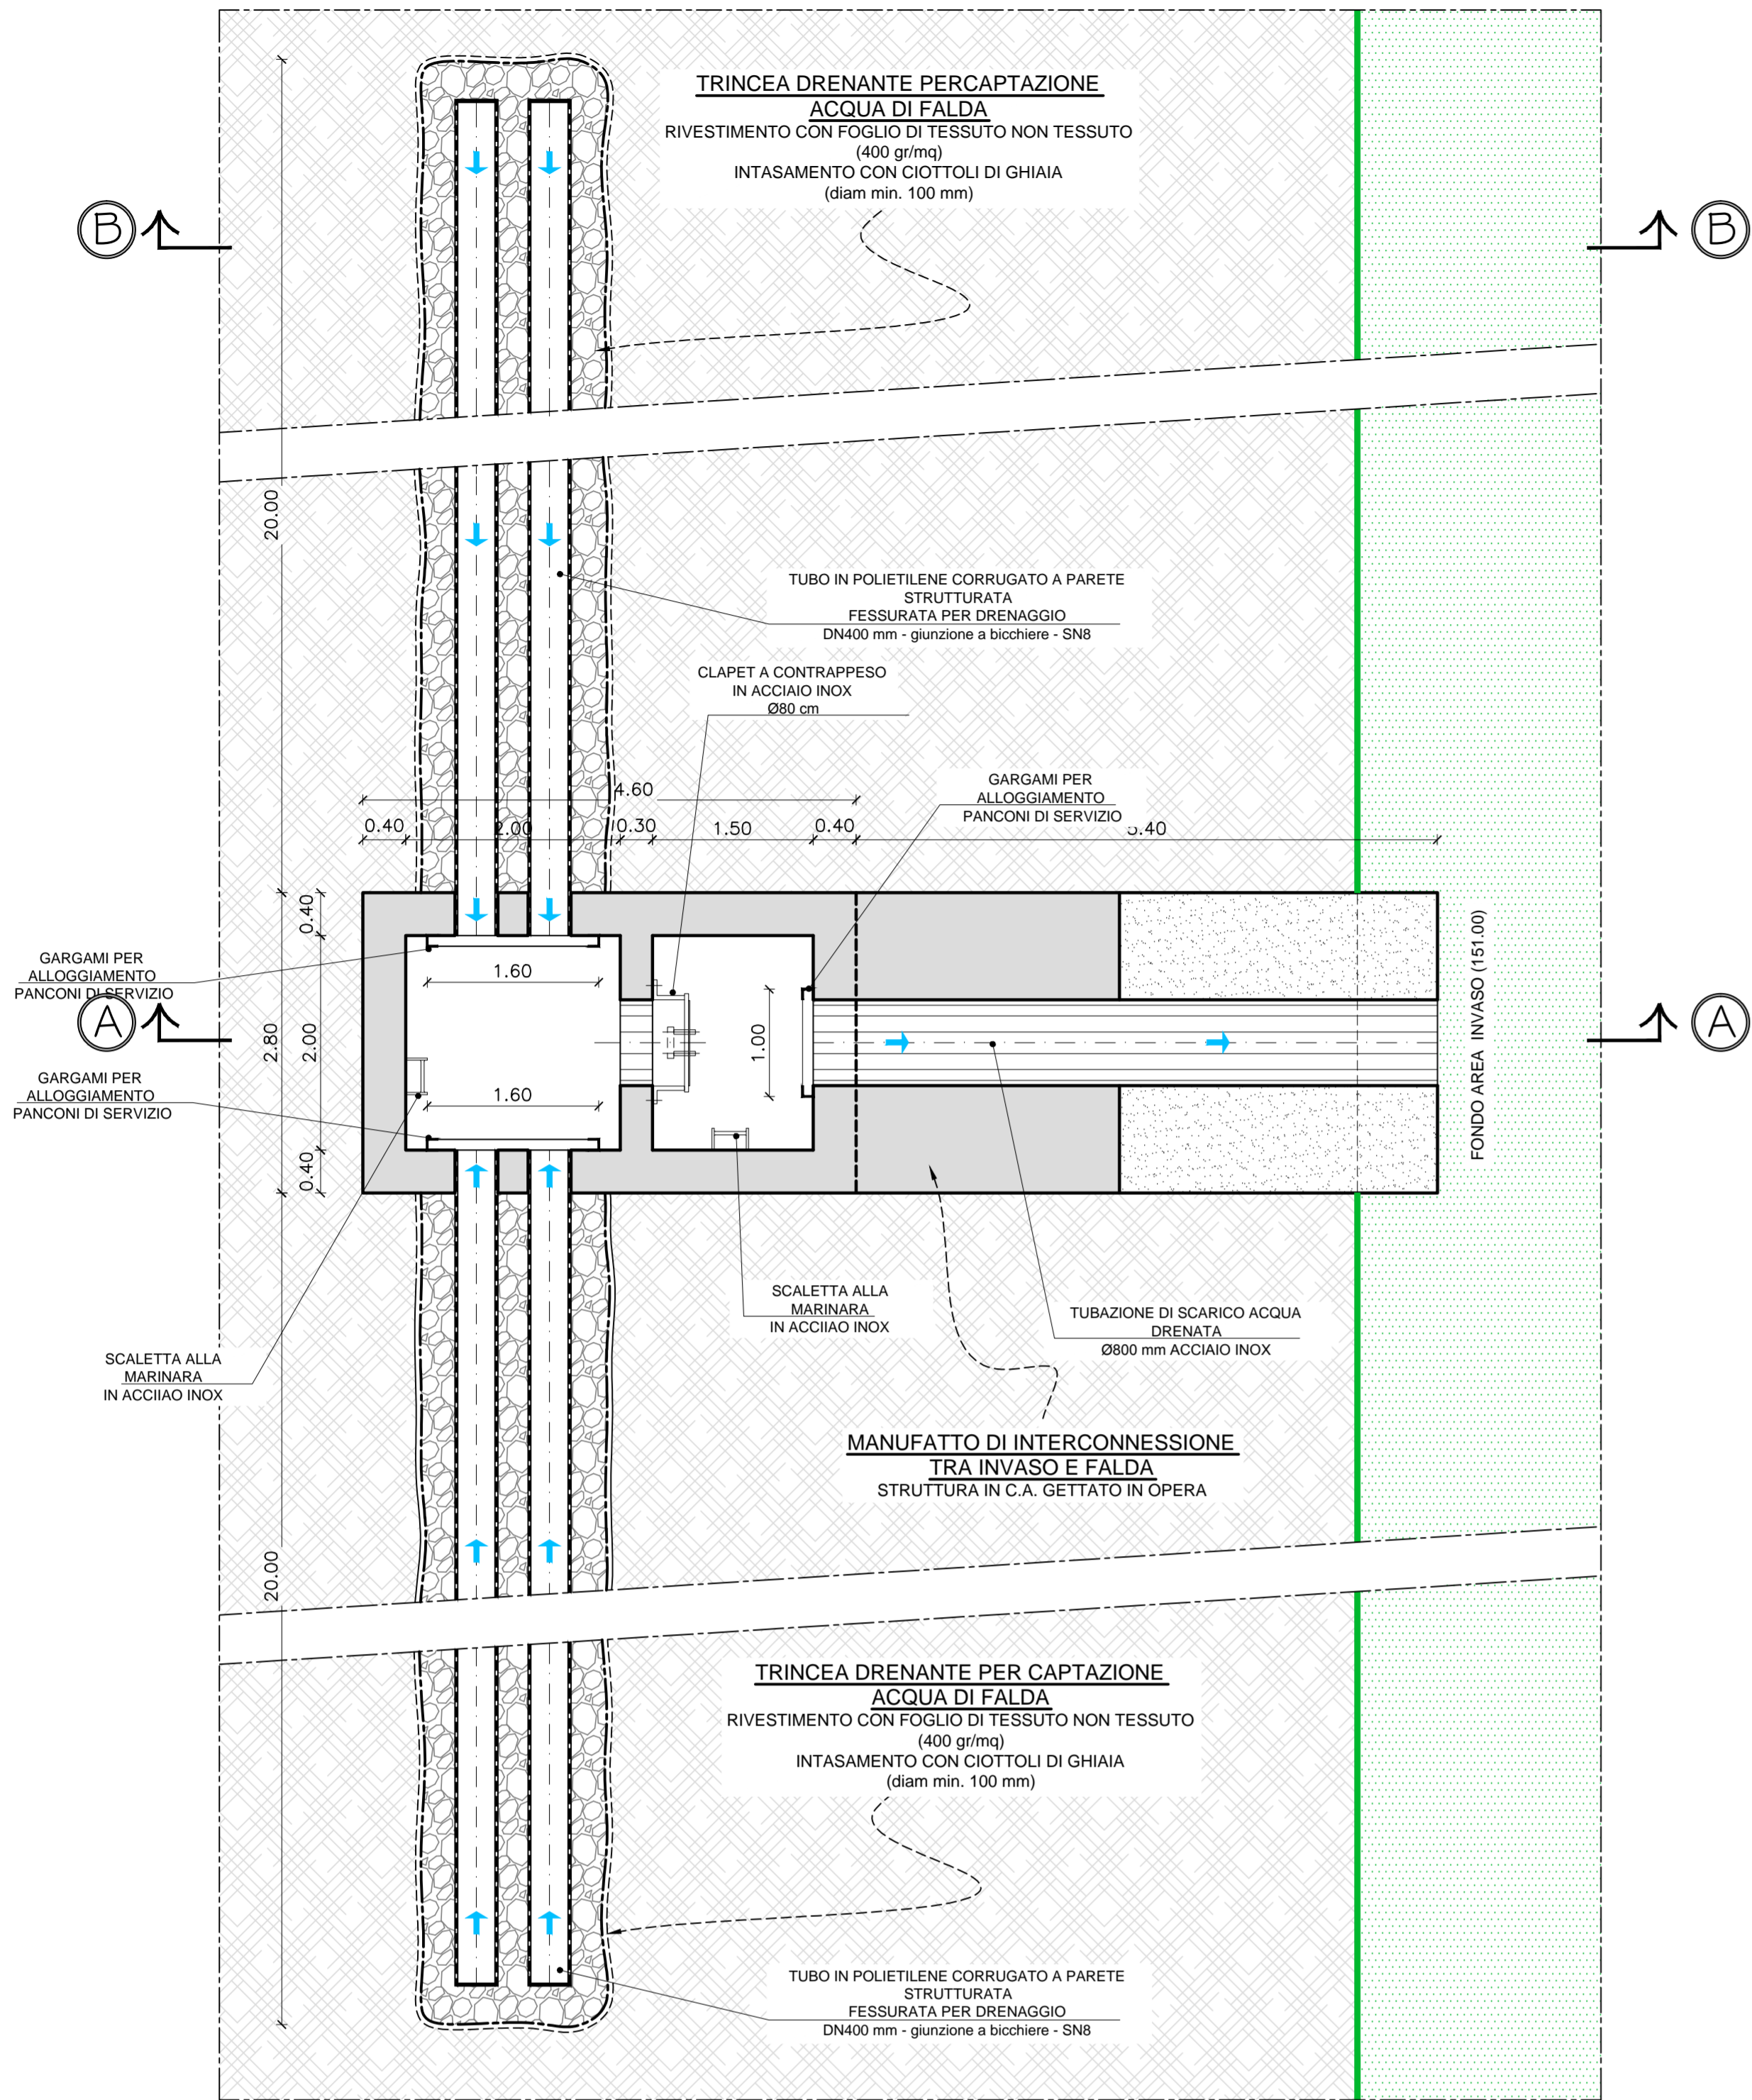 TRINCEA DRENANTE PERCAPTAZIONE
ACQUA DI FALDA
RIVESTIMENTO CON FOGLIO DI TESSUTO NON TESSUTO
(400 gr/mq)
INTASAMENTO CON CIOTTOLI DI GHIAIA
(diam min. 100 mm)
B
B
20.00
TUBO IN POLIETILENE CORRUGATO A PARETE
STRUTTURATA
FESSURATA PER DRENAGGIO
DN400 mm - giunzione a bicchiere - SN8
CLAPET A CONTRAPPESO
IN ACCIAIO INOX
Ø80 cm
GARGAMI PER
ALLOGGIAMENTO
PANCONI DI SERVIZIO
4.60
0.40
2.00
0.30
1.50
0.40
5.40
0.40
GARGAMI PER
ALLOGGIAMENTO
PANCONI DI SERVIZIO
1.60
A
A
2.80
2.00
1.00
FONDO AREA INVASO (151.00)
GARGAMI PER
ALLOGGIAMENTO
PANCONI DI SERVIZIO
1.60
0.40
SCALETTA ALLA
MARINARA
IN ACCIIAO INOX
TUBAZIONE DI SCARICO ACQUA
DRENATA
Ø800 mm ACCIAIO INOX
SCALETTA ALLA
MARINARA
IN ACCIIAO INOX
MANUFATTO DI INTERCONNESSIONE
TRA INVASO E FALDA
STRUTTURA IN C.A. GETTATO IN OPERA
20.00
TRINCEA DRENANTE PER CAPTAZIONE
ACQUA DI FALDA
RIVESTIMENTO CON FOGLIO DI TESSUTO NON TESSUTO
(400 gr/mq)
INTASAMENTO CON CIOTTOLI DI GHIAIA
(diam min. 100 mm)
TUBO IN POLIETILENE CORRUGATO A PARETE
STRUTTURATA
FESSURATA PER DRENAGGIO
DN400 mm - giunzione a bicchiere - SN8